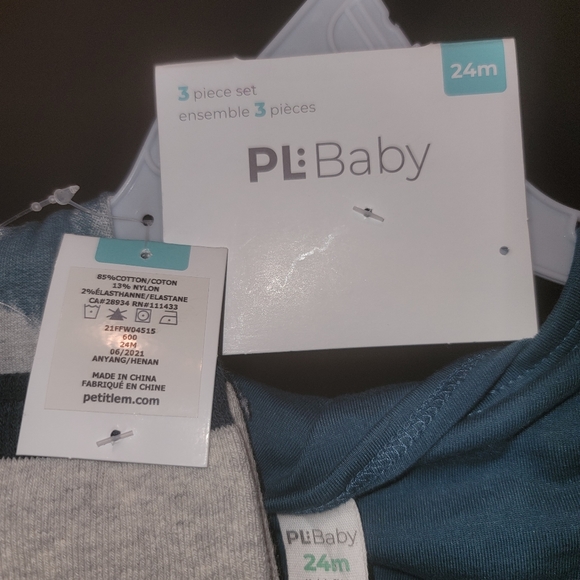 3 piece set
ensemble 3 pièces
24m
PL:Baby
85%COTTON/COTON
13% NYLON
2%ÉLASTHANNE/ELASTANE
CA#28934 RN#111433
21FFW04515
600
24M
06/2021
ANYANG/HENAN
MADE IN CHINA
FABRIQUÉ EN CHINE
petitlem.com
PL:Baby
24m